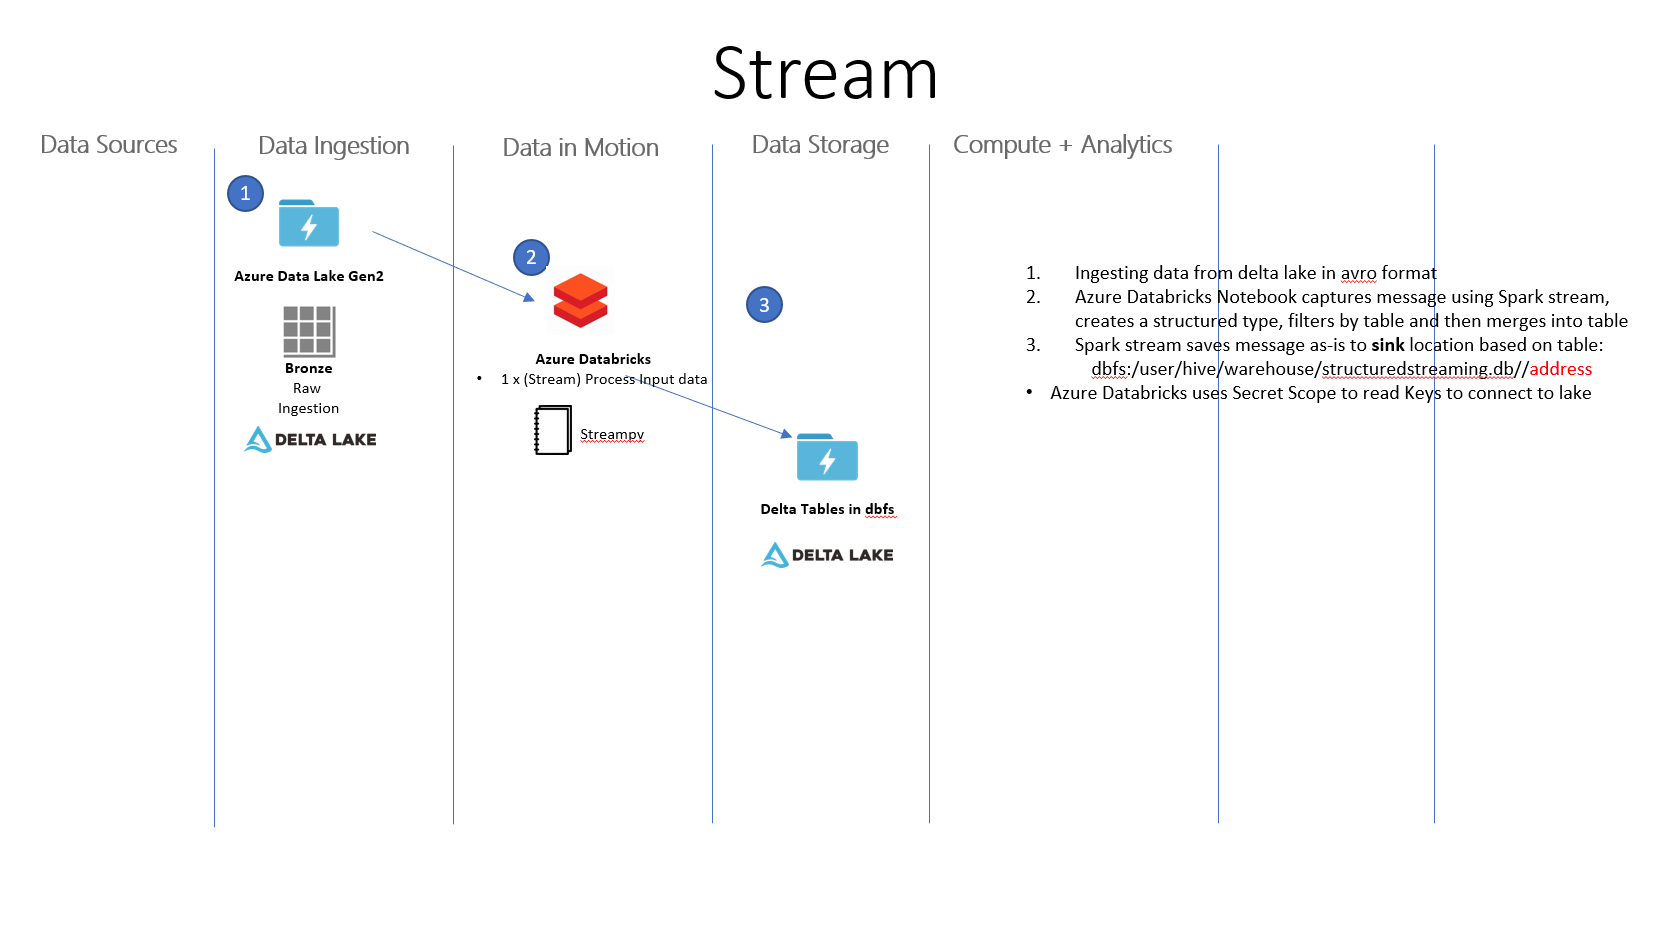 Stream
Data Sources
Data Ingestion
Data in Motion
Data Storage
Compute + Analytics
1
Azure Data Lake Gen2
Bronze
Raw
Ingestion
DELTA LAKE
2
Azure Databricks
• 1 x (Stream) Process Input data
Streampv
3
Delta Tables in dbfs
DELTA LAKE
1. Ingesting data from delta lake in avro format
2. Azure Databricks Notebook captures message using Spark stream,
creates a structured type, filters by table and then merges into table
3. Spark stream saves message as-is to sink location based on table:
dbfs:/user/hive/warehouse/structuredstreaming.db//address
• Azure Databricks uses Secret Scope to read Keys to connect to lake